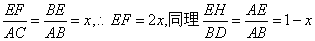 EF/AC = BE/AB = x,∴ EF = 2x,同理 EH/BD = AE/AB = 1-x